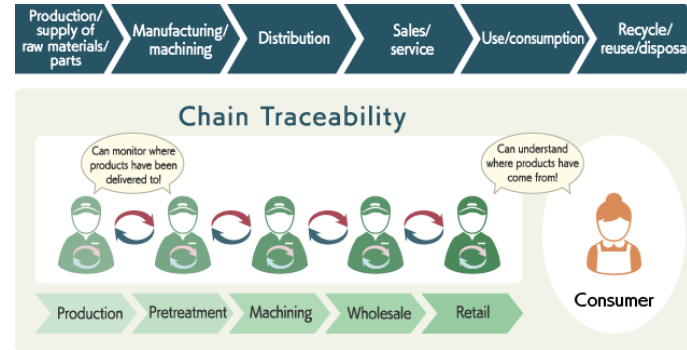 Production/
supply of
raw materials/
parts
Manufacturing/
machining
Distribution
Sales/
service
Use/consumption
Recycle/
reuse/disposa
Chain Traceability
Can monitor where
products have been
delivered to!
Can understand
where products have
come from!
Consumer
Production
Pretreatment
Machining
Wholesale
Retail